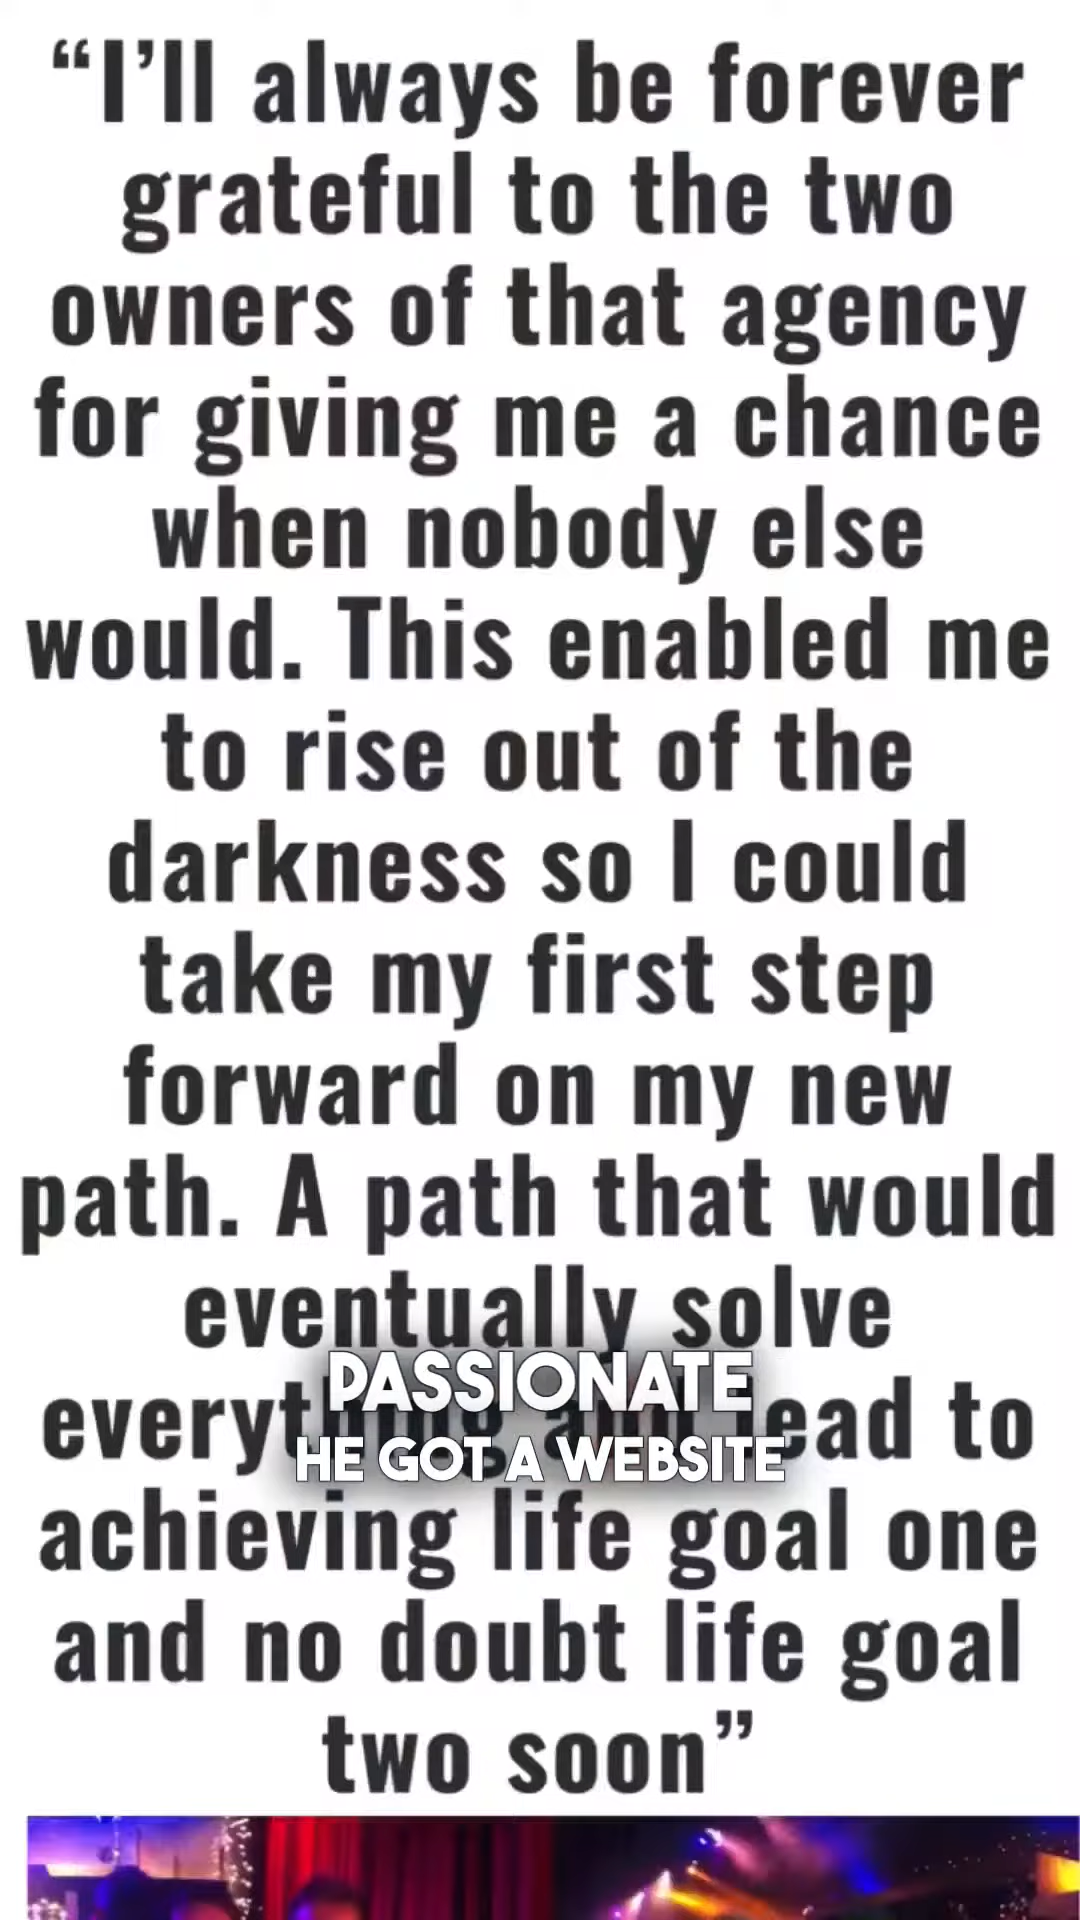 “I’ll always be forever
grateful to the two
owners of that agency
for giving me a chance
when nobody else
would. This enabled me
to rise out of the
darkness so I could
take my first step
forward on my new
path. A path that would
eventually solve
PASSIONATE
everything and lead to
HE GOT A WEBSITE
achieving life goal one
and no doubt life goal
two soon”